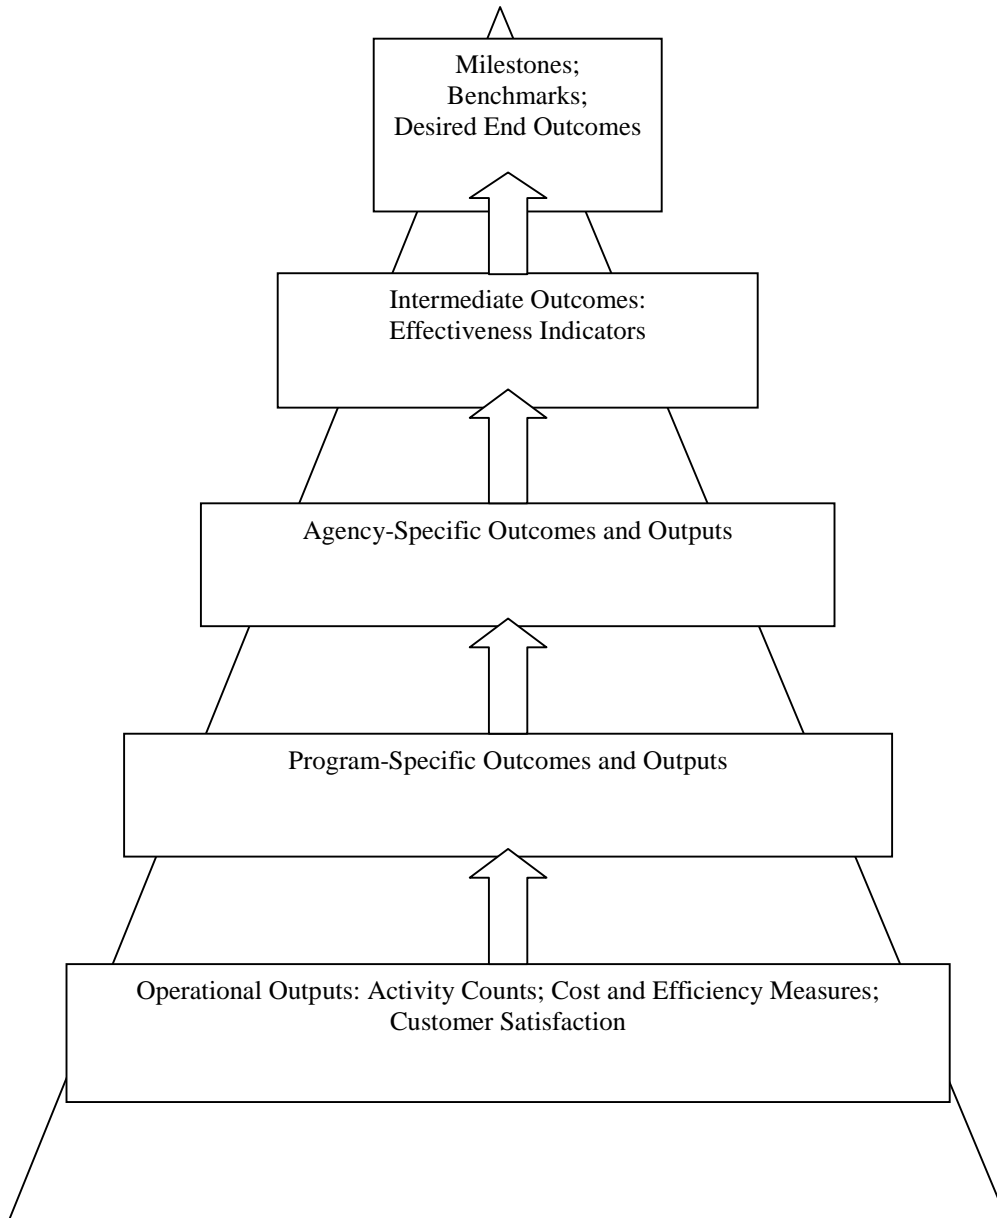 Milestones;
Benchmarks;
Desired End Outcomes
Intermediate Outcomes:
Effectiveness Indicators
Agency-Specific Outcomes and Outputs
Program-Specific Outcomes and Outputs
Operational Outputs: Activity Counts; Cost and Efficiency Measures;
Customer Satisfaction